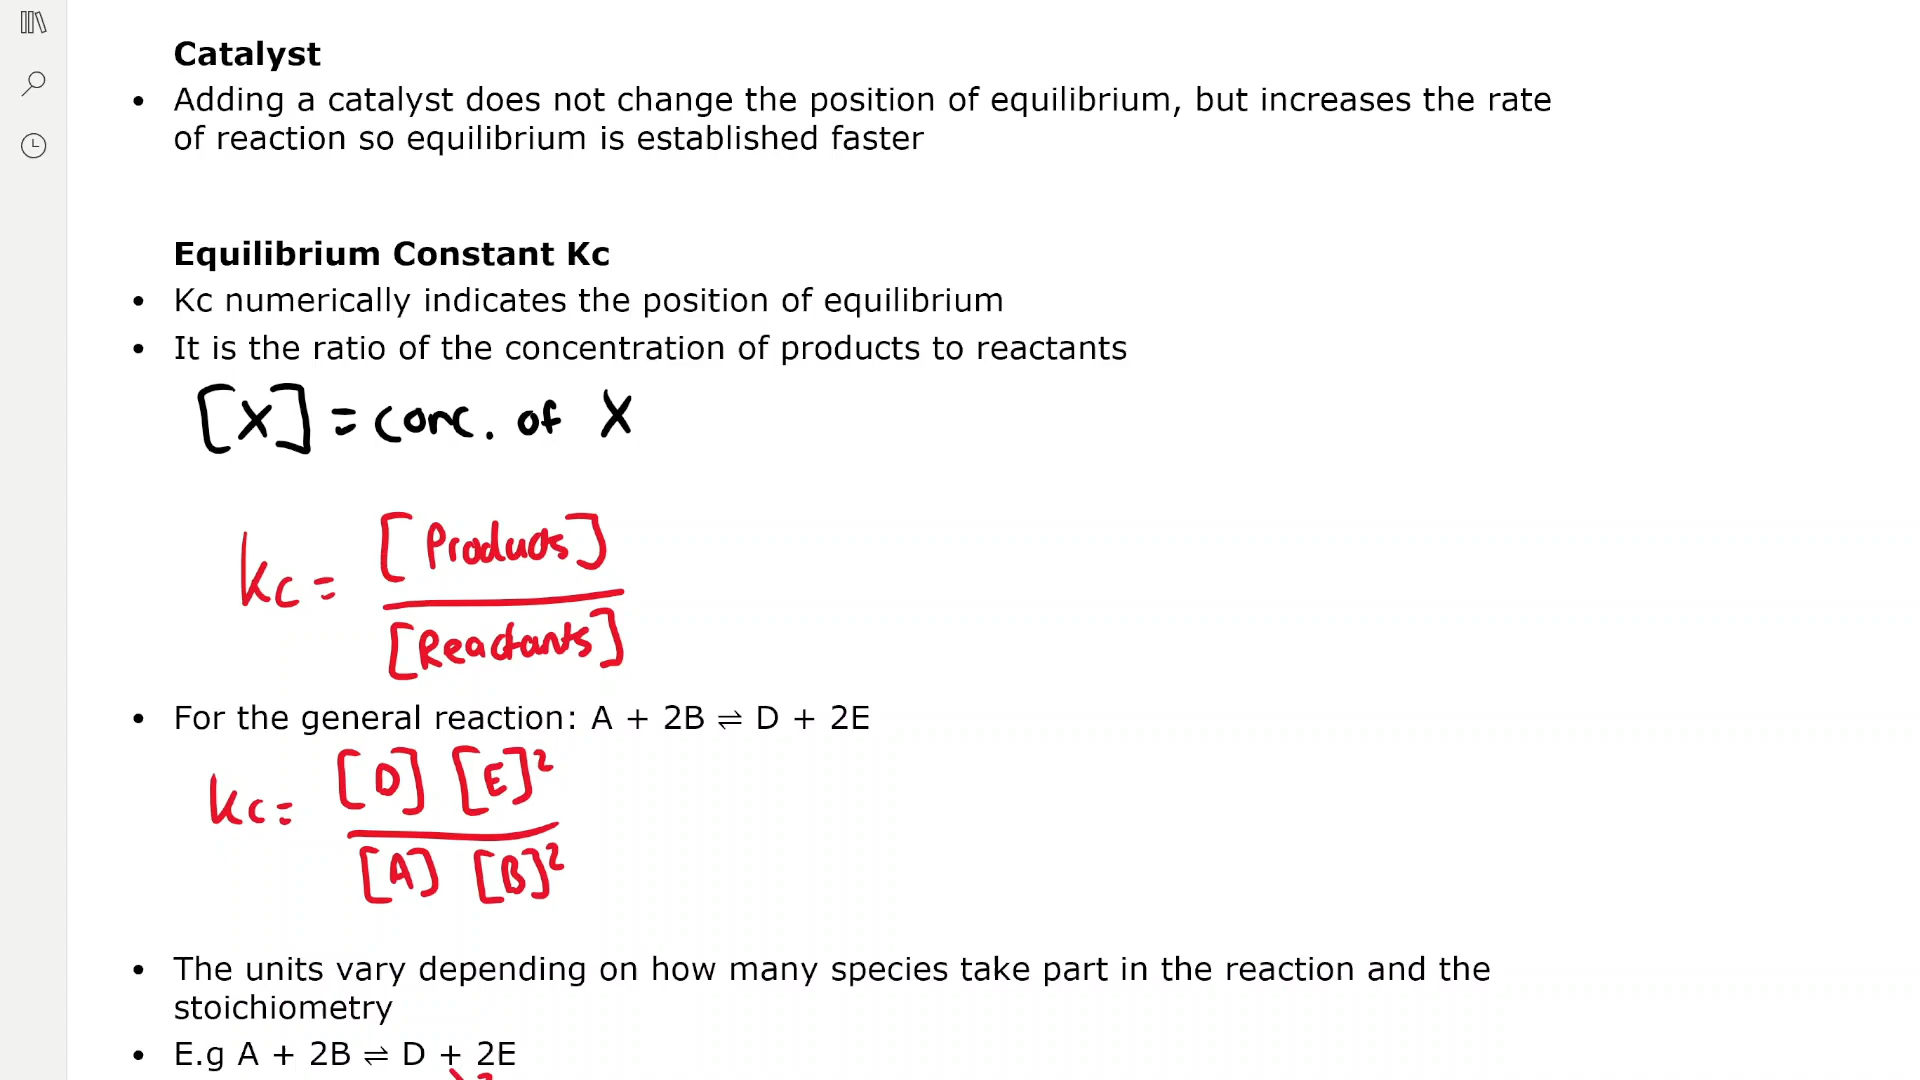 Catalyst
• Adding a catalyst does not change the position of equilibrium, but increases the rate
of reaction so equilibrium is established faster
Equilibrium Constant Kc
• Kc numerically indicates the position of equilibrium
• It is the ratio of the concentration of products to reactants
[X] = conc. of X
[Products]
kc =
[Reactants]
• For the general reaction: A + 2B ⇌ D + 2E
[D] [E]²
kc =
[A] [B]²
• The units vary depending on how many species take part in the reaction and the
stoichiometry
• E.g A + 2B ⇌ D + 2E